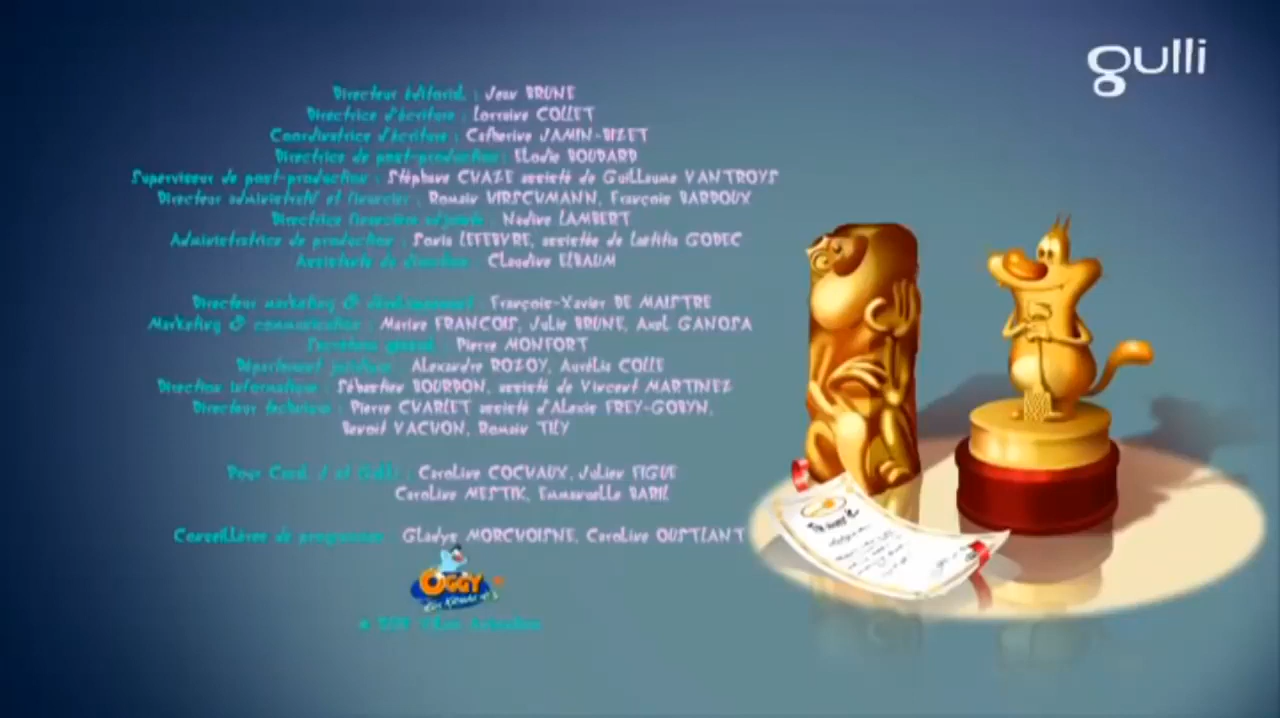 gulli
Directeur éditorial : Jean BRUNE
Directrice d'écriture : Lorraine COLLET
Coordinatrice d'écriture : Catherine JAMIN-BIZET
Directrice de post-production : Elodie BOUDARD
Superviseur de post-production : Stéphane CHAZE assisté de Guillaume VANTROYS
Directeur administratif et financier : Romain HIRSCHMANN, François BARDOUX
Directrice financière adjointe : Nadine LAMBERT
Administratrice de production : Sonia LEFEBVRE, assistée de Laetitia GODEC
Assistante de direction : Claudine ELBAUM
Directeur marketing & développement : François-Xavier DE MAISTRE
Marketing & communication : Marine FRANCOIS, Julie BRUNE, Axel GANOSA
Secrétaire général : Pierre MONFORT
Département juridique : Alexandre ROZOY, Aurélia COLLE
Direction informatique : Sébastien BOURDON, assisté de Vincent MARTINEZ
Directeur technique : Pierre CHARLET assisté d'Alexis FREY-GOBYN,
Benoit VACHON, Romain TILY
Pour Canal J et Gulli : Caroline COCHAUX, Julien FIGUE
Caroline MESTIK, Emmanuelle BARIL
Conseillères de programmes : Gladys MORCHOISNE, Caroline OUSTLANT
OGGY